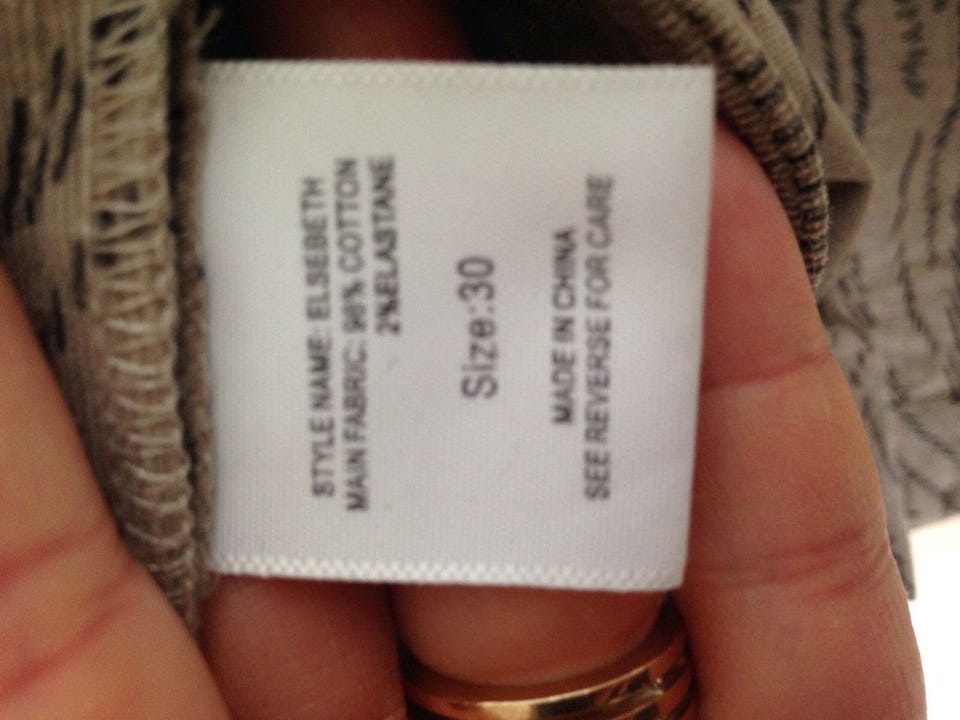 STYLE NAME: ELSEBETH
MAIN FABRIC: 98% COTTON
2%ELASTANE
Size:30
MADE IN CHINA
SEE REVERSE FOR CARE